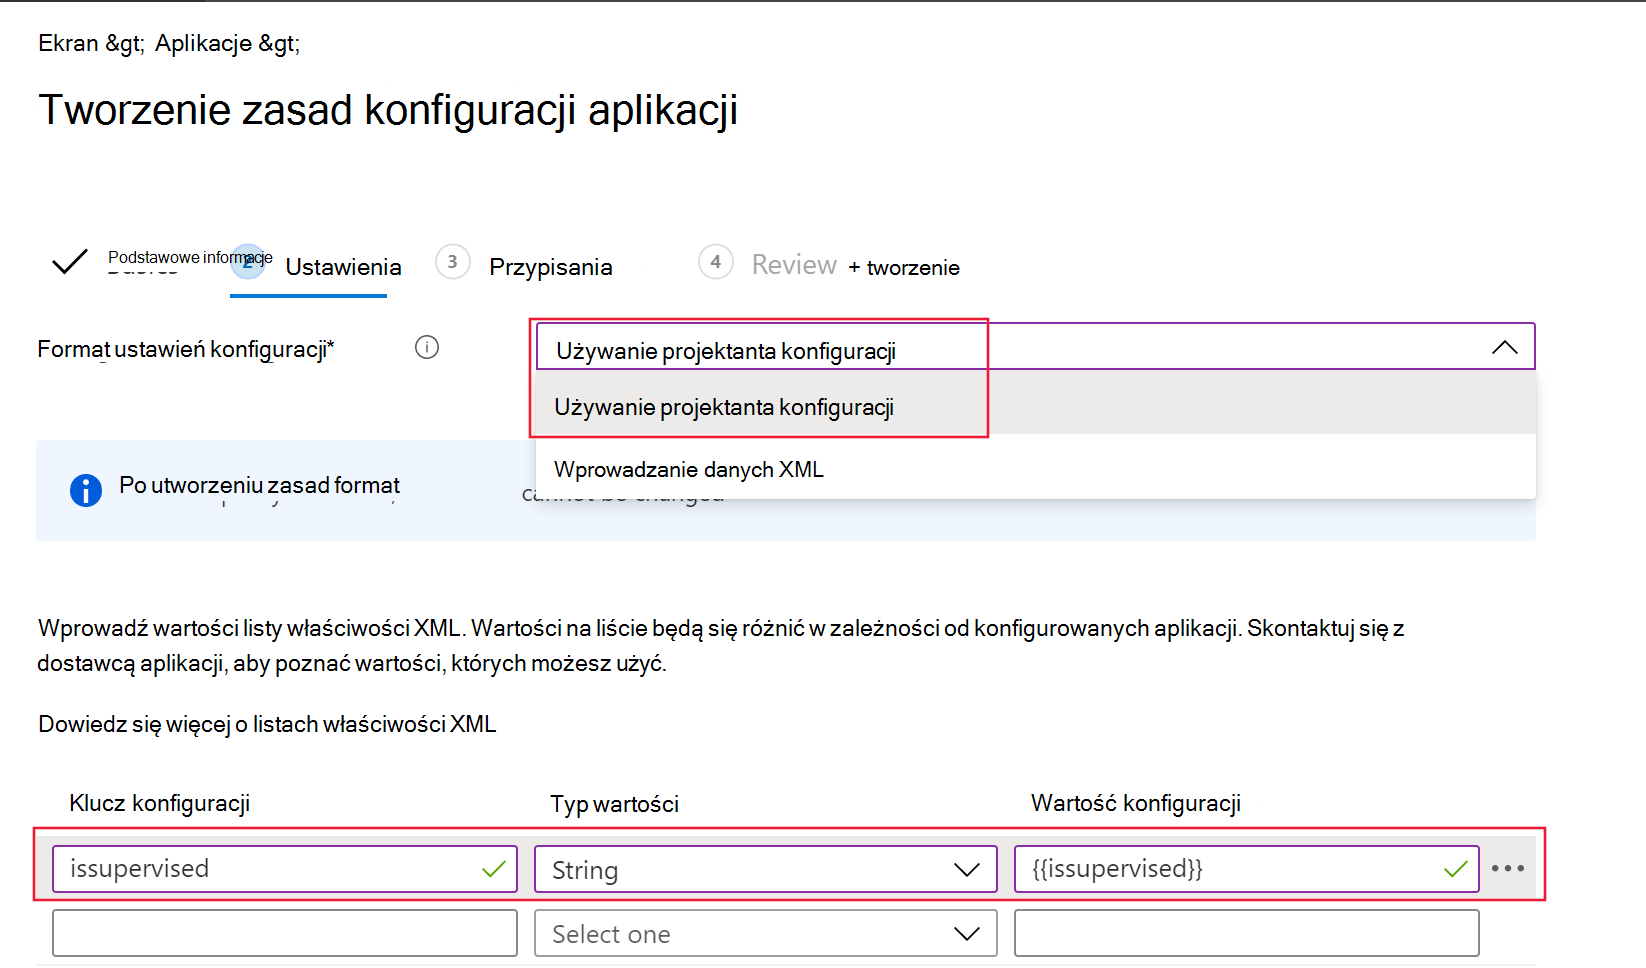 Ekran &gt; Aplikacje &gt;
Tworzenie zasad konfiguracji aplikacji
Podstawowe informacje 2 Ustawienia 3 Przypisania 4 Review + tworzenie
Format ustawień konfiguracji*
Używanie projektanta konfiguracji
Używanie projektanta konfiguracji
Wprowadzanie danych XML
Po utworzeniu zasad format cannot be changed
Wprowadź wartości listy właściwości XML. Wartości na liście będą się różnić w zależności od konfigurowanych aplikacji. Skontaktuj się z
dostawcą aplikacji, aby poznać wartości, których możesz użyć.
Dowiedz się więcej o listach właściwości XML
Klucz konfiguracji Typ wartości Wartość konfiguracji
issupervised String {{issupervised}}
Select one